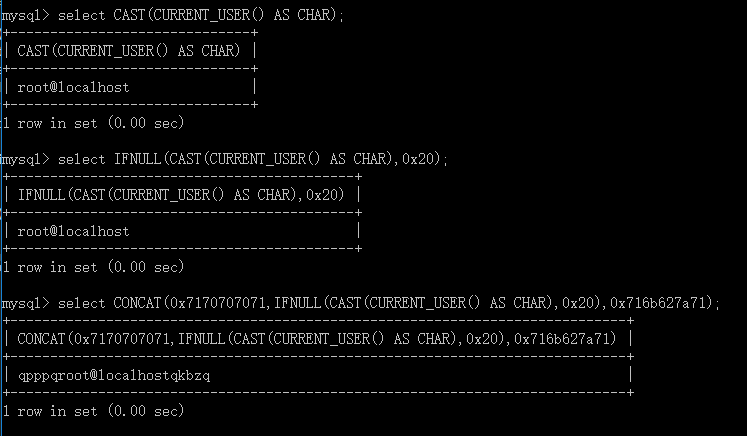 mysql> select CAST(CURRENT_USER() AS CHAR);
+------------------------------+
| CAST(CURRENT_USER() AS CHAR) |
+------------------------------+
| root@localhost               |
+------------------------------+
1 row in set (0.00 sec)
mysql> select IFNULL(CAST(CURRENT_USER() AS CHAR),0x20);
+-------------------------------------------+
| IFNULL(CAST(CURRENT_USER() AS CHAR),0x20) |
+-------------------------------------------+
| root@localhost                            |
+-------------------------------------------+
1 row in set (0.00 sec)
mysql> select CONCAT(0x7170707071,IFNULL(CAST(CURRENT_USER() AS CHAR),0x20),0x716b627a71);
+-----------------------------------------------------------------------------+
| CONCAT(0x7170707071,IFNULL(CAST(CURRENT_USER() AS CHAR),0x20),0x716b627a71) |
+-----------------------------------------------------------------------------+
| qpppqroot@localhostqkbzq                                                    |
+-----------------------------------------------------------------------------+
1 row in set (0.00 sec)